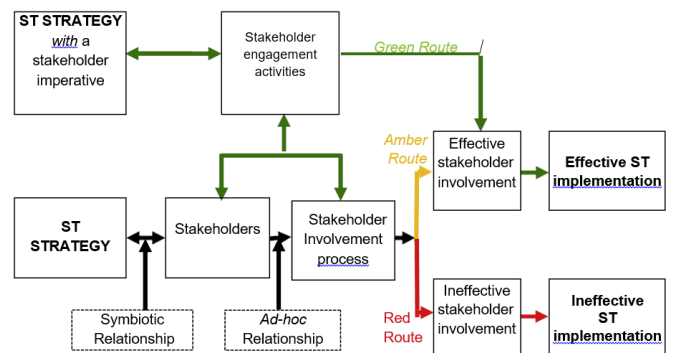 ST STRATEGY
with a
stakeholder
imperative
Stakeholder
engagement
activities
Green Route
Amber
Route
Effective
stakeholder
involvement
Effective ST
implementation
ST
STRATEGY
Stakeholders
Stakeholder
Involvement
process
Symbiotic
Relationship
Ad-hoc
Relationship
Red
Route
Ineffective
stakeholder
involvement
Ineffective
ST
implementation